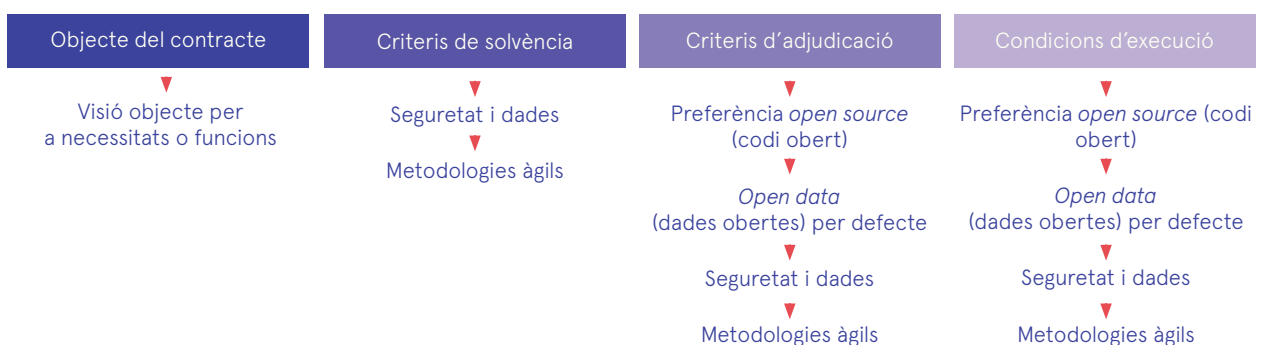 Objecte del contracte
Visió objecte per
a necessitats o funcions
Criteris de solvència
Seguretat i dades
Metodologies àgils
Criteris d'adjudicació
Preferència open source
(codi obert)
Open data
(dades obertes) per defecte
Seguretat i dades
Metodologies àgils
Condicions d'execució
Preferència open source (codi
obert)
Open data
(dades obertes) per defecte
Seguretat i dades
Metodologies àgils